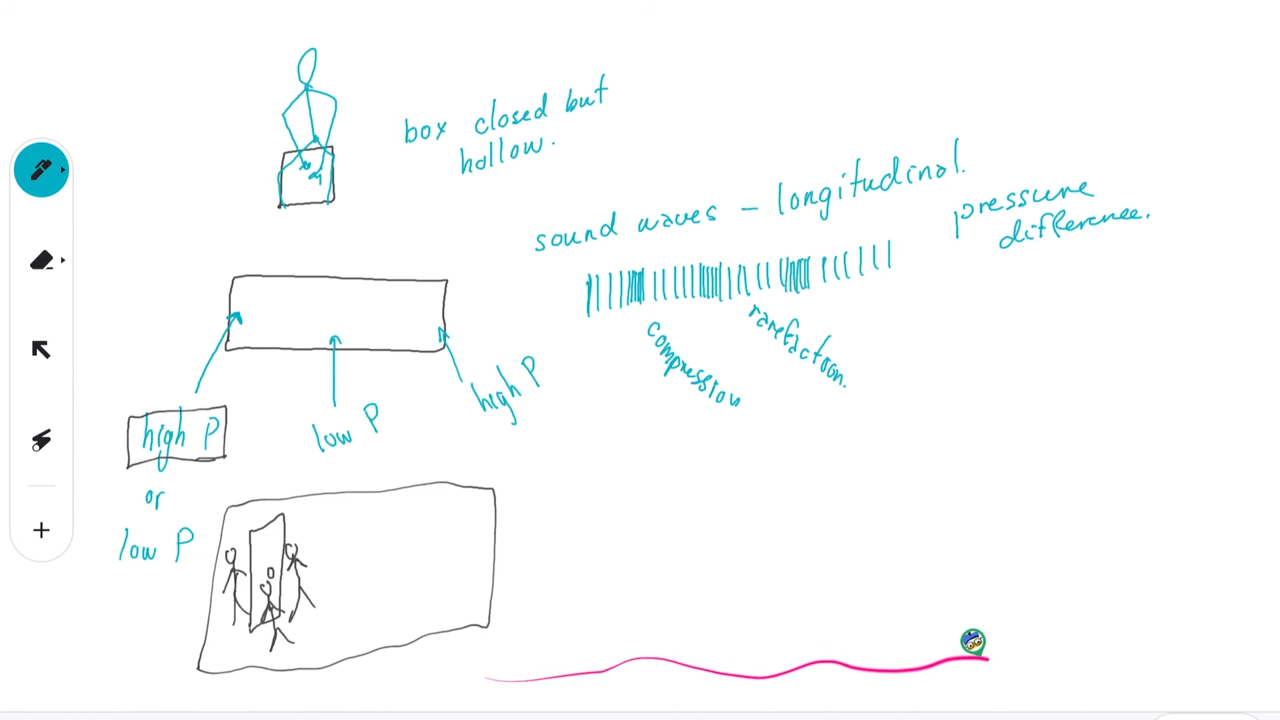 box closed but
hollow.
sound waves - longitudinal.
pressure
difference.
compression
rarefaction.
high P
low P
high P
or
low P